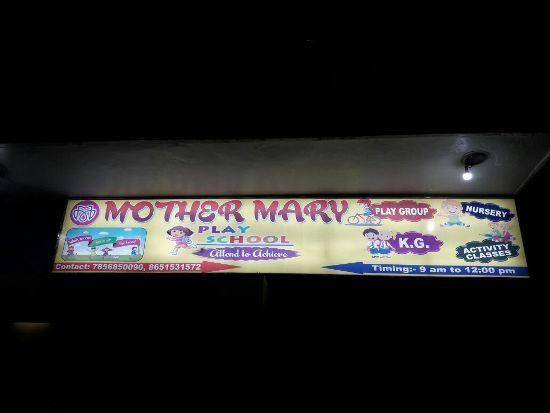 MOTHER MARY
PLAY
SCHOOL
Attend to Achieve
PLAY GROUP
NURSERY
K.G.
ACTIVITY
CLASSES
Contact: 7856850090, 8651531572
Timing:- 9 am to 12:00 pm